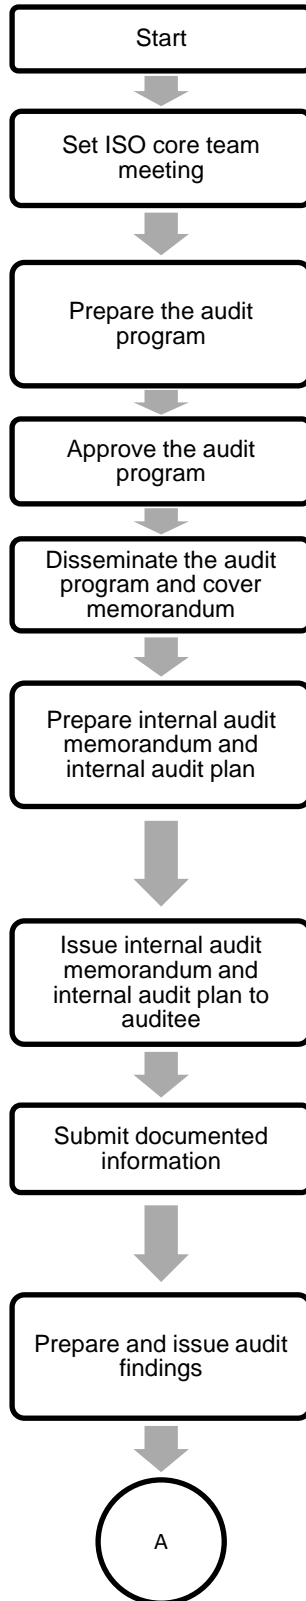 Start
Set ISO core team
meeting
Prepare the audit
program
Approve the audit
program
Disseminate the audit
program and cover
memorandum
Prepare internal audit
memorandum and
internal audit plan
Issue internal audit
memorandum and
internal audit plan to
auditee
Submit documented
information
Prepare and issue audit
findings
A